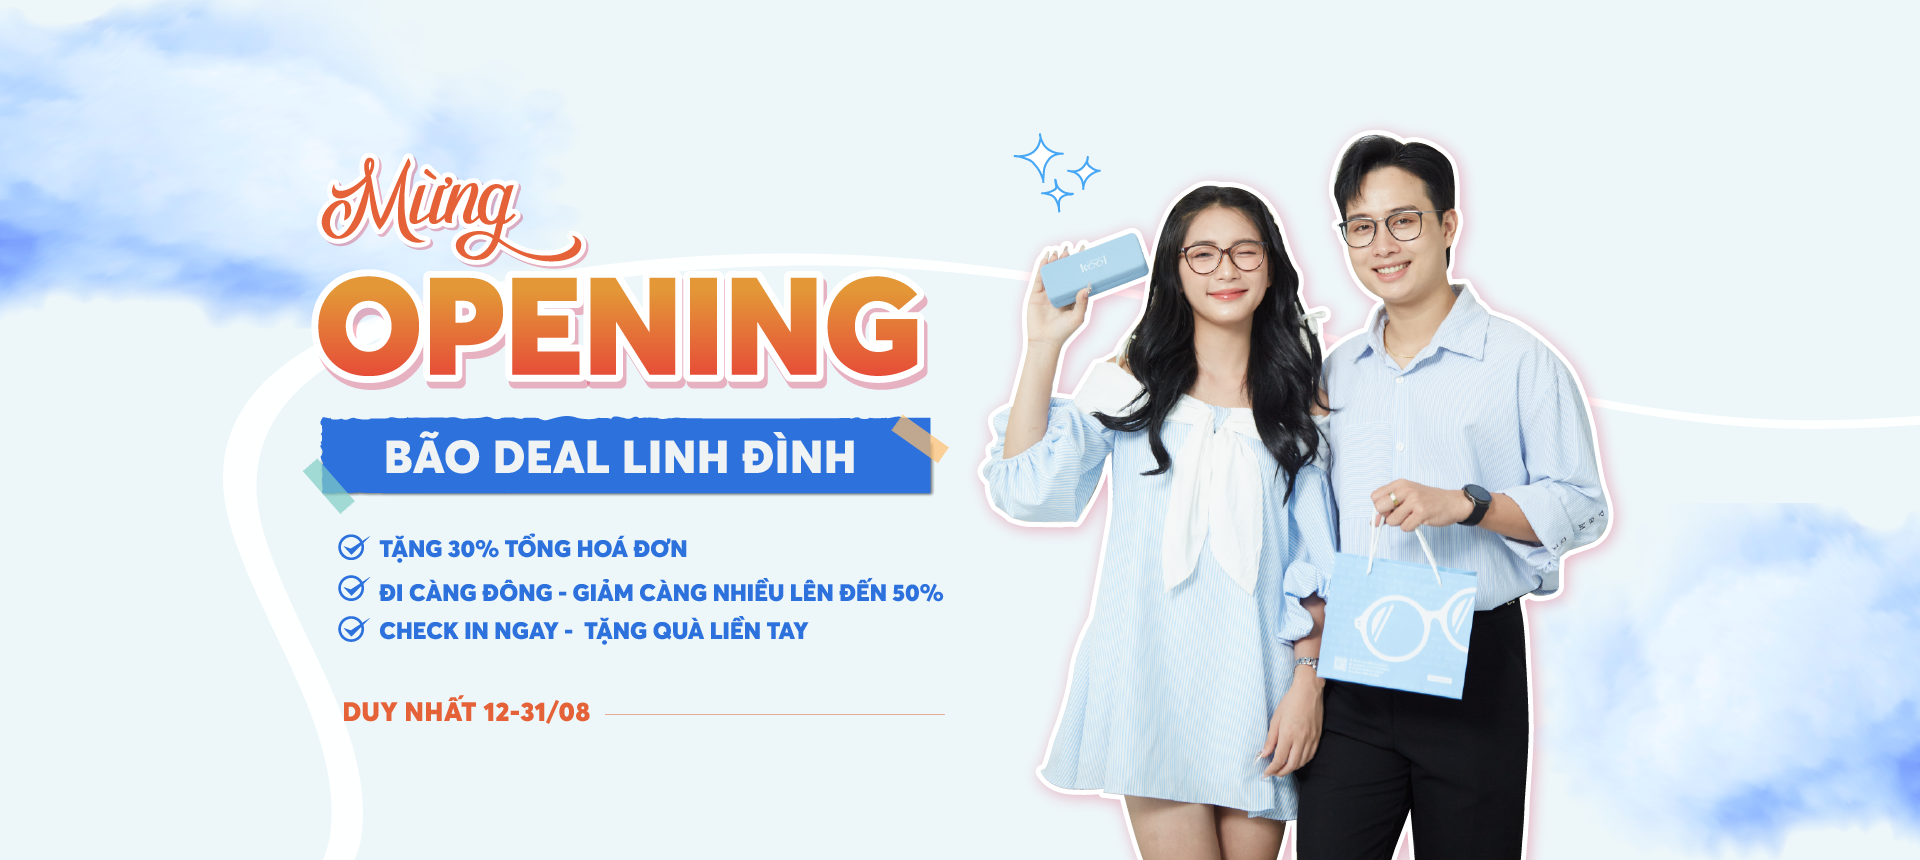 Mừng
OPENING
BÃO DEAL LINH ĐÌNH
TẶNG 30% TỔNG HOÁ ĐƠN
ĐI CÀNG ĐÔNG - GIẢM CÀNG NHIỀU LÊN ĐẾN 50%
CHECK IN NGAY - TẶNG QUÀ LIỀN TAY
DUY NHẤT 12-31/08